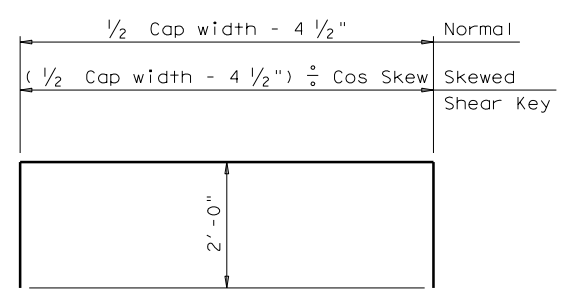 ½ Cap width - 4 ½" Normal
(½ Cap width - 4 ½") ÷ Cos Skew Skewed
Shear Key
2'-0"